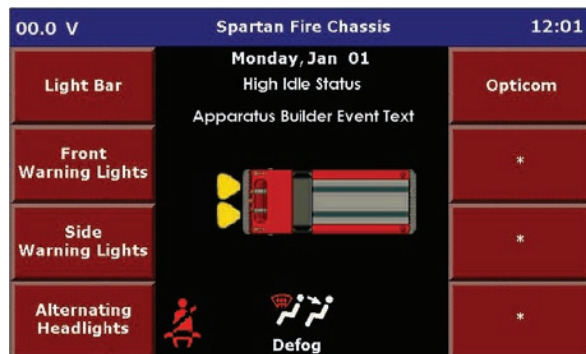 00.0 V
Spartan Fire Chassis
12:01
Light Bar
Monday, Jan 01
High Idle Status
Opticom
Apparatus Builder Event Text
Front
Warning Lights
*
Side
Warning Lights
*
Alternating
Headlights
*
Defog